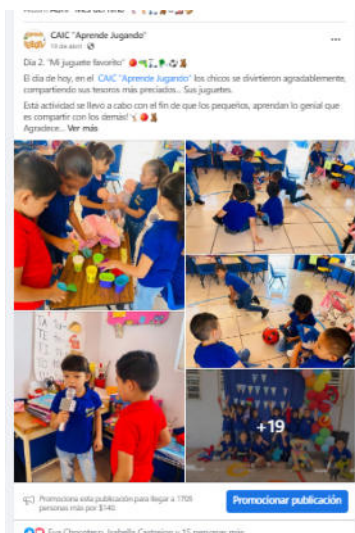 CAIC "Aprende Jugando"
19 de abril
Día 2. "Mi juguete favorito"
El día de hoy, en el CAIC "Aprende Jugando" los chicos se divirtieron agradablemente,
compartiendo sus tesoros más preciados... Sus juguetes.
Esta actividad se llevó a cabo con el fin de que los pequeños, aprendan lo genial que
es compartir con los demás!
Agradece... Ver más
+19
Promociona esta publicación para llegar a 1709
personas más por $140.
Promocionar publicación